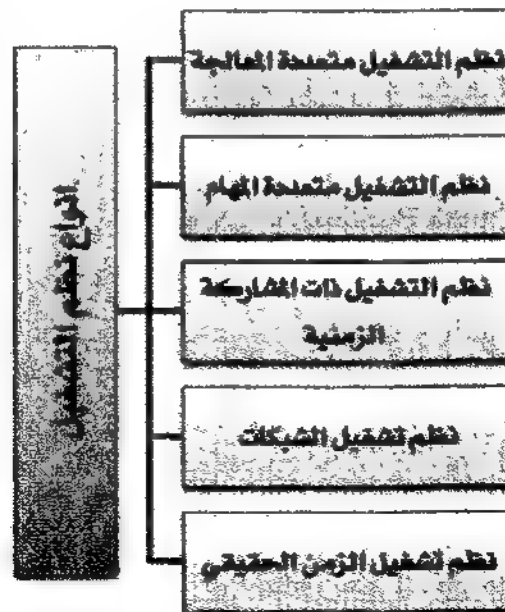 انواع نظم التشغيل
نظم التشغيل متعددة المعالجة
نظم التشغيل متعددة المهام
نظم التشغيل ذات المشاركة
الزمنية
نظم تشغيل الشبكات
نظم تشغيل الزمن الحقيقي